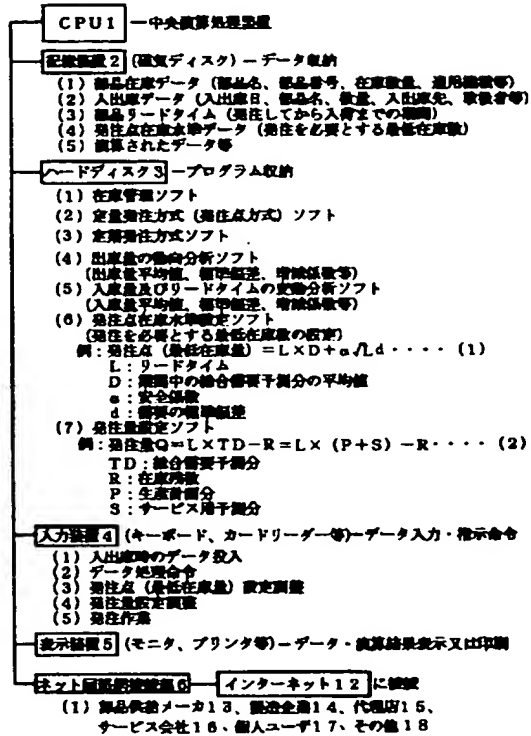 CPU1 ー中央演算処理装置
記憶装置2 (磁気ディスク) ーデータ収納
(1) 部品在庫データ (部品名、部品番号、在庫数量、適用機種等)
(2) 入出庫データ (入出庫日、部品名、数量、入出庫先、取扱者等)
(3) 部品リードタイム (発注してから入荷までの期間)
(4) 発注点在庫水準データ (発注を必要とする最低在庫数)
(5) 演算されたデータ等
ハードディスク3 ープログラム収納
(1) 在庫管理ソフト
(2) 定量発注方式 (発注点方式) ソフト
(3) 定期発注方式ソフト
(4) 出庫量の動向分析ソフト
(出庫量平均値、標準偏差、増減係数等)
(5) 入庫量及びリードタイムの変動分析ソフト
(入庫量平均値、標準偏差、増減係数等)
(6) 発注点在庫水準設定ソフト
(発注を必要とする最低在庫数の設定)
例:発注点 (最低在庫量) =L×D+α√Ld・・・・ (1)
L:リードタイム
D:期間中の総合需要予測分の平均値
α:安全係数
d:需要の標準偏差
(7) 発注量設定ソフト
例:発注量Q=L×TD−R=L× (P+S) −R・・・・ (2)
TD:総合需要予測分
R:在庫残数
P:生産計画分
S:サービス用予測分
入力装置4 (キーボード、カードリーダー等)ーデータ入力・指示命令
(1) 入出庫時のデータ投入
(2) データ処理命令
(3) 発注点 (最低在庫量) 設定調整
(4) 発注量設定調整
(5) 発注作業
表示装置5 (モニタ、プリンタ等) ーデータ・演算結果表示又は印刷
ネット回路接続機器6 インターネット12 に接続
(1) 部品供給メーカ13、製造企業14、代理店15、
サービス会社16、個人ユーザ17、その他18